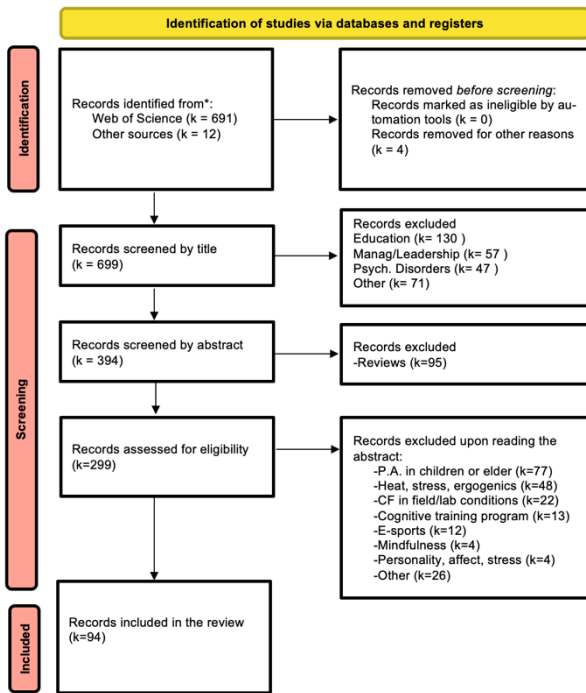 Identification of studies via databases and registers
Identification
Records identified from*:
Web of Science (k = 691)
Other sources (k = 12)
Records removed before screening:
Records marked as ineligible by au-
tomation tools (k = 0)
Records removed for other reasons
(k = 4)
Screening
Records screened by title
(k = 699)
Records excluded
Education (k= 130 )
Manag/Leadership (k= 57 )
Psych. Disorders (k= 47 )
Other (k= 71)
Records screened by abstract
(k = 394)
Records excluded
-Reviews (k=95)
Records assessed for eligibility
(k=299)
Records excluded upon reading the
abstract:
-P.A. in children or elder (k=77)
-Heat, stress, ergogenics (k=48)
-CF in field/lab conditions (k=22)
-Cognitive training program (k=13)
-E-sports (k=12)
-Mindfulness (k=4)
-Personality, affect, stress (k=4)
-Other (k=26)
Included
Records included in the review
(k=94)